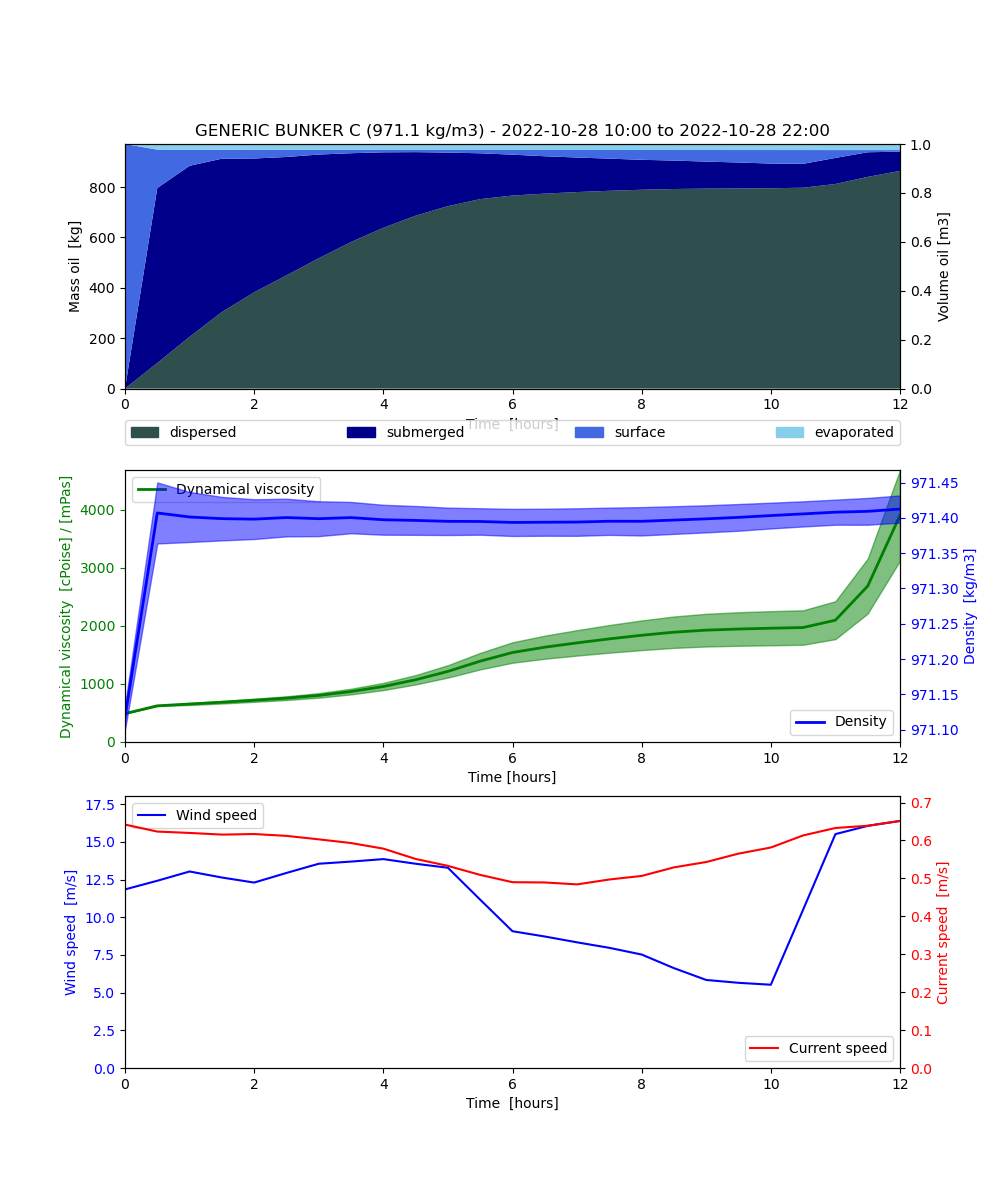 GENERIC BUNKER C (971.1 kg/m3) - 2022-10-28 10:00 to 2022-10-28 22:00
Mass oil [kg]
800
600
400
200
0
1.0
0.8
0.6
0.4
0.2
0.0
Volume oil [m3]
0 2 4 6 8 10 12
Time [hours]
dispersed submerged surface evaporated
Dynamical viscosity [cPoise] / [mPas]
4000
3000
2000
1000
0
Dynamical viscosity
Density
971.45
971.40
971.35
971.30
971.25
971.20
971.15
971.10
Density [kg/m3]
0 2 4 6 8 10 12
Time [hours]
Wind speed [m/s]
17.5
15.0
12.5
10.0
7.5
5.0
2.5
0.0
Wind speed
Current speed
0.7
0.6
0.5
0.4
0.3
0.2
0.1
0.0
Current speed [m/s]
0 2 4 6 8 10 12
Time [hours]